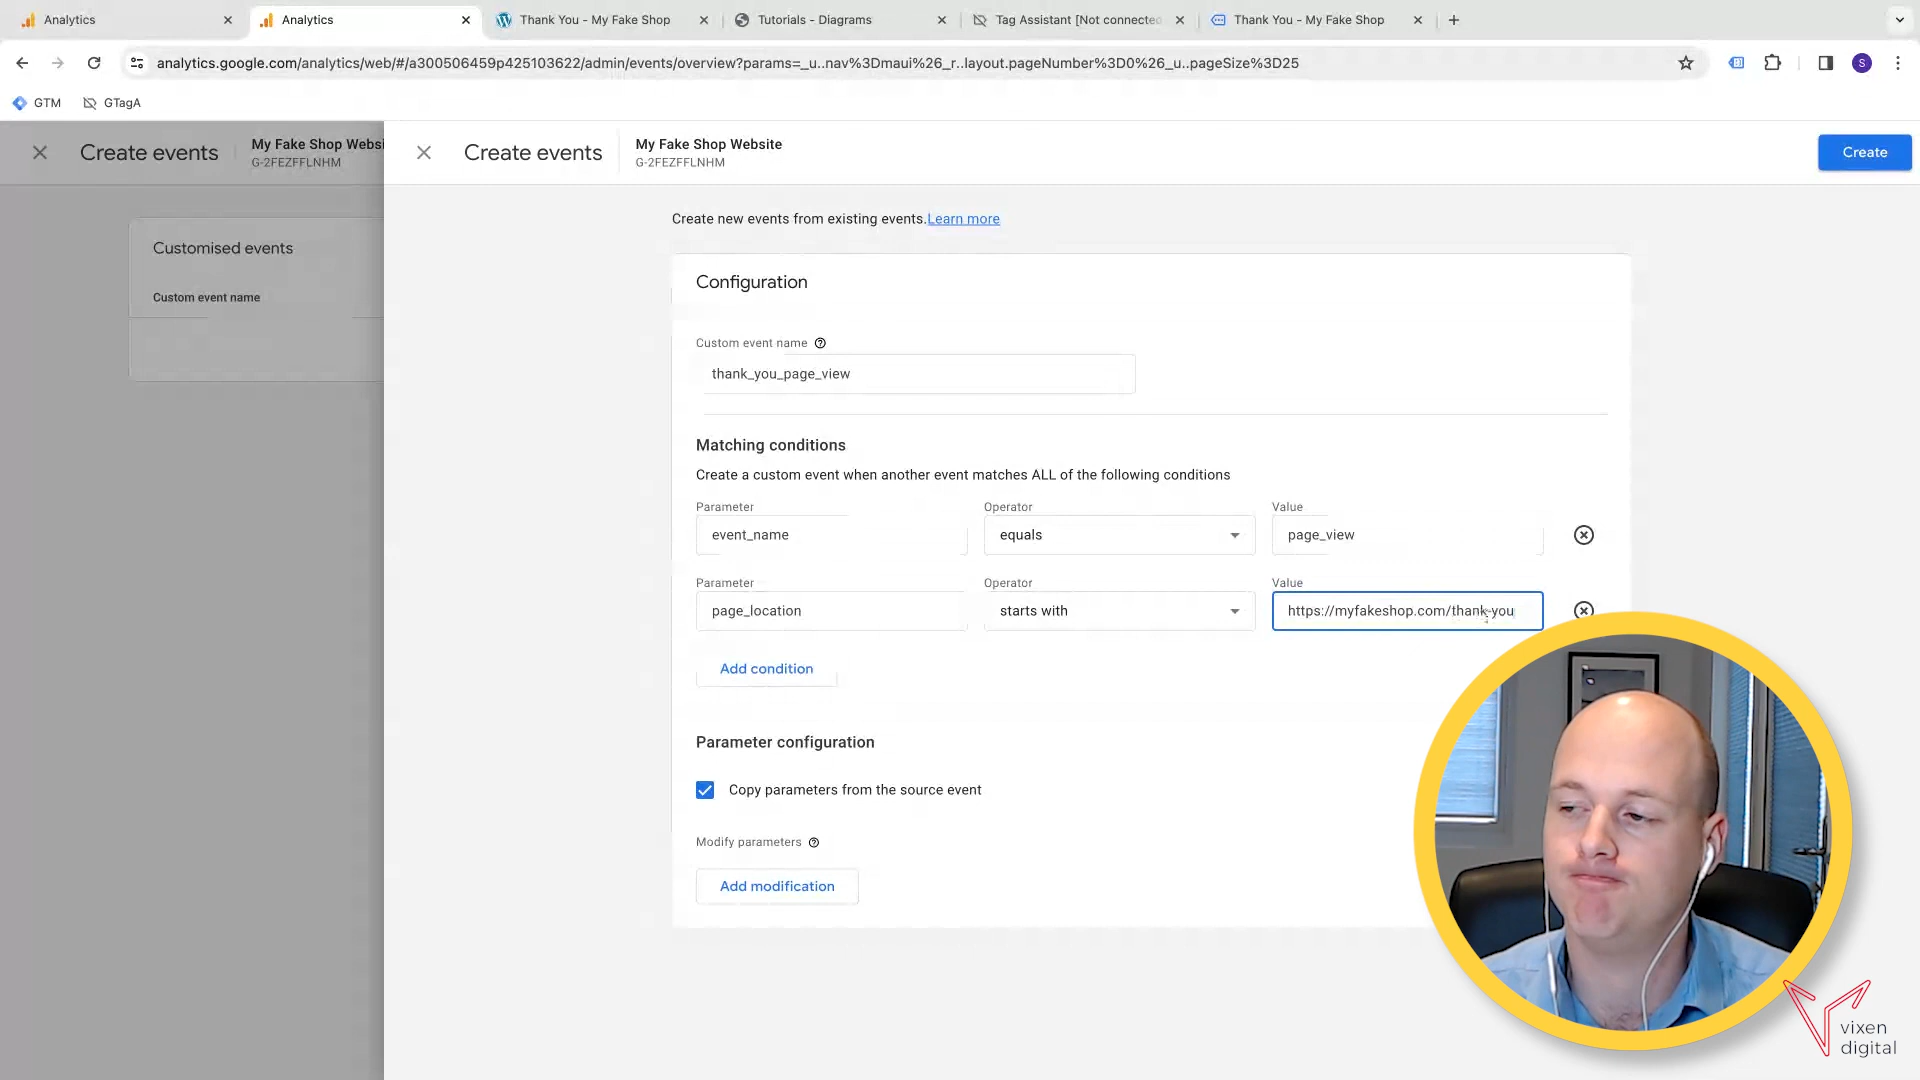 Analytics
Analytics
Thank You - My Fake Shop
Tutorials - Diagrams
Tag Assistant [Not connected
Thank You - My Fake Shop
analytics.google.com/analytics/web/#/a300506459p425103622/admin/events/overview?params=_u..nav%3Dmaui%26_r..layout.pageNumber%3D0%26_u..pageSize%3D25
S
GTM
GTagA
Create events
My Fake Shop Websi
G-2FEZFFLNHM
Customised events
Custom event name
Create events
My Fake Shop Website
G-2FEZFFLNHM
Create
Create new events from existing events. Learn more
Configuration
Custom event name
thank_you_page_view
Matching conditions
Create a custom event when another event matches ALL of the following conditions
Parameter Operator Value
event_name equals page_view
Parameter Operator Value
page_location starts with https://myfakeshop.com/thank-you
Add condition
Parameter configuration
Copy parameters from the source event
Modify parameters
Add modification
vixen
digital